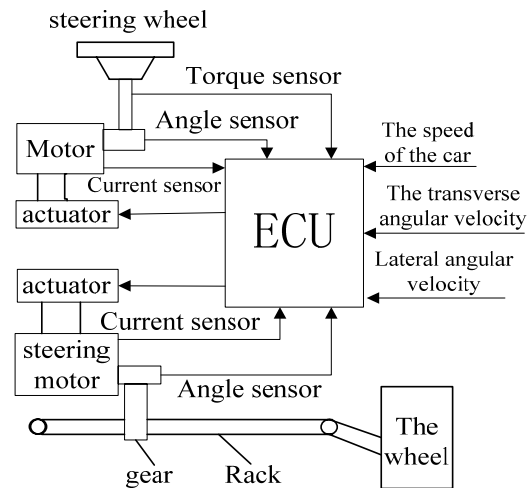 steering wheel
Torque sensor
Angle sensor
Motor
Current sensor
actuator
ECU
The speed
of the car
The transverse
angular velocity
Lateral angular
velocity
actuator
Current sensor
steering
motor
Angle sensor
The
wheel
gear
Rack